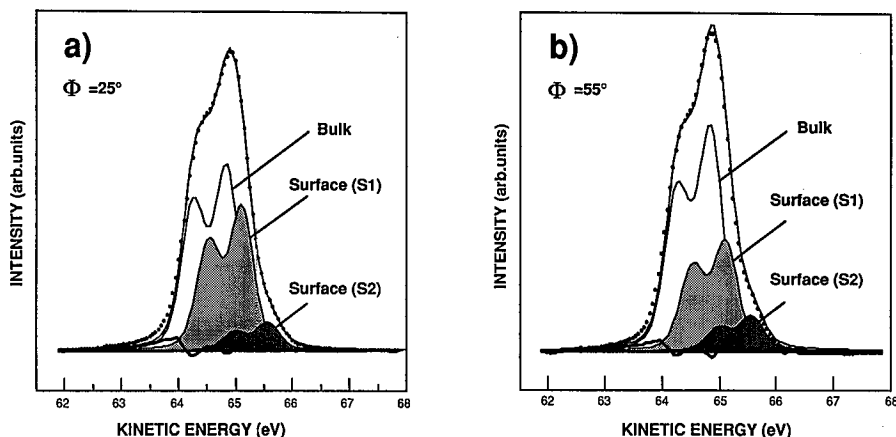 a)
Φ =25°
Bulk
Surface (S1)
Surface (S2)
INTENSITY (arb.units)
62 63 64 65 66 67 68
KINETIC ENERGY (eV)
b)
Φ =55°
Bulk
Surface (S1)
Surface (S2)
INTENSITY (arb.units)
62 63 64 65 66 67 68
KINETIC ENERGY (eV)